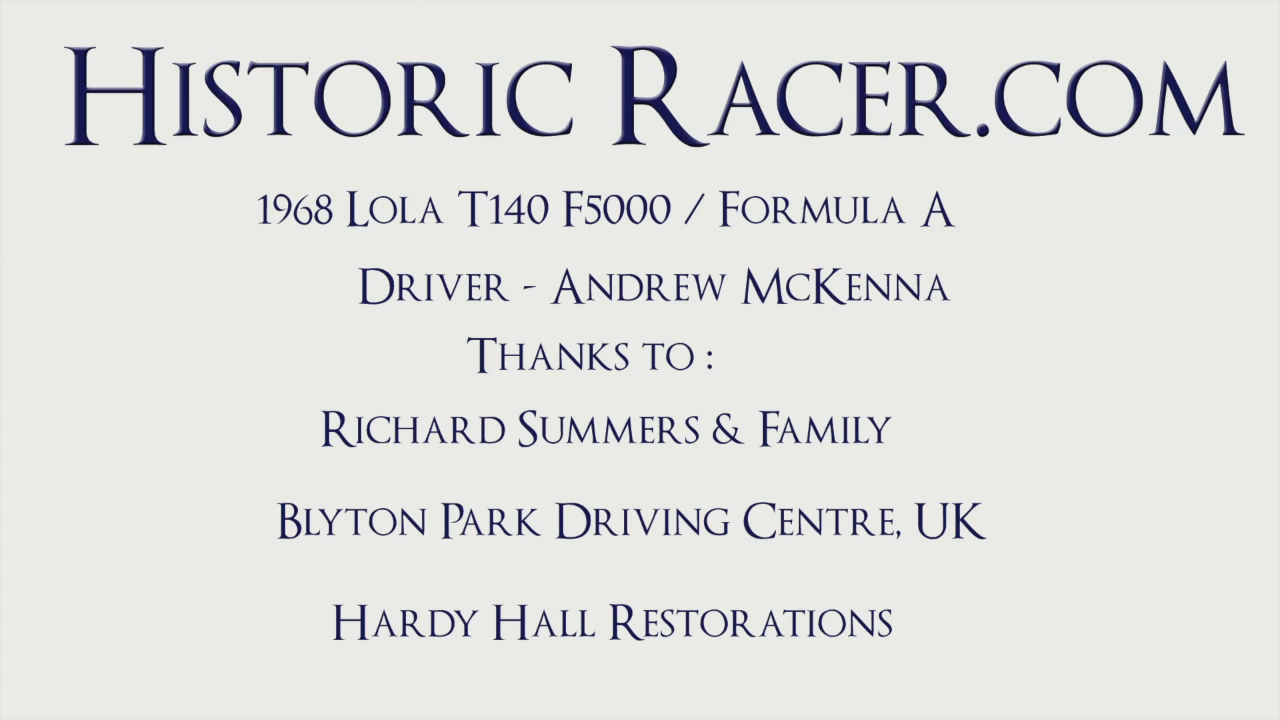 Historic Racer.com
1968 Lola T140 F5000 / Formula A
Driver - Andrew McKenna
Thanks to :
Richard Summers & Family
Blyton Park Driving Centre, UK
Hardy Hall Restorations